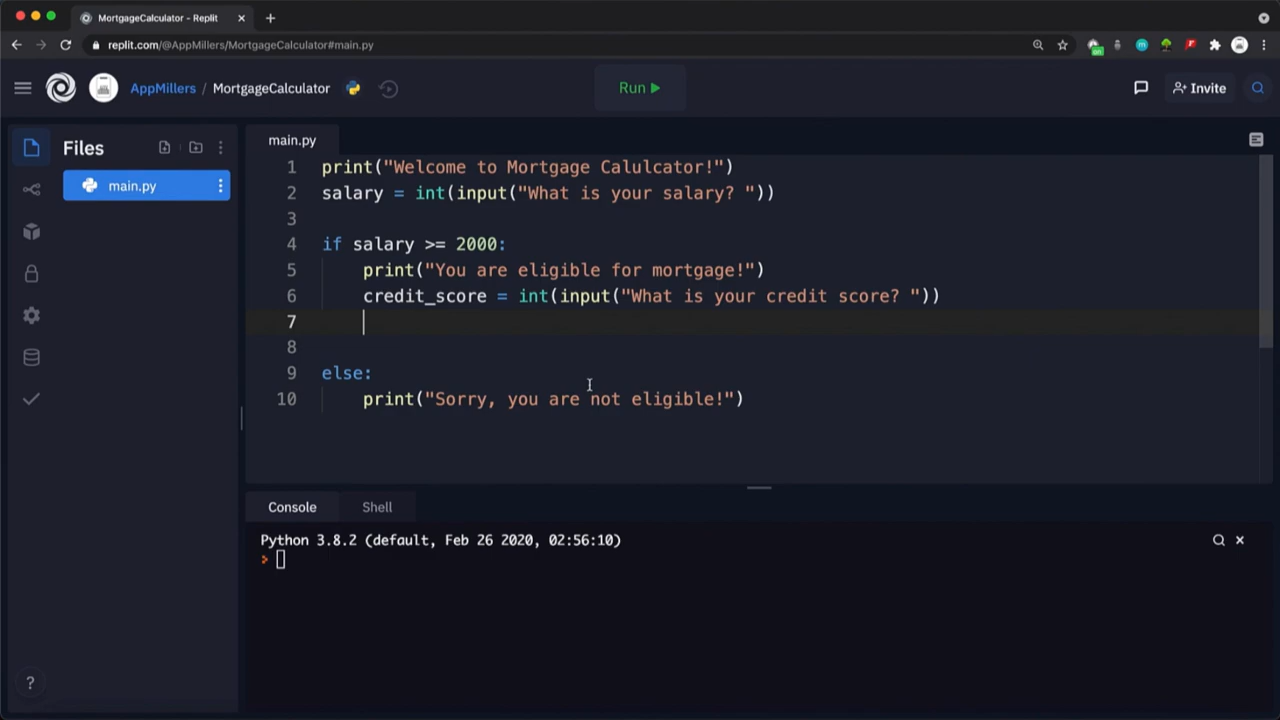 MortgageCalculator - Replit
replit.com/@AppMillers/MortgageCalculator#main.py
on
AppMillers / MortgageCalculator
Run
Invite
Files
main.py
main.py
1 print("Welcome to Mortgage Calulcator!")
2 salary = int(input("What is your salary? "))
3
4 if salary >= 2000:
5 print("You are eligible for mortgage!")
6 credit_score = int(input("What is your credit score? "))
7
8
9 else:
10 print("Sorry, you are not eligible!")
Console
Shell
Python 3.8.2 (default, Feb 26 2020, 02:56:10)
>
?